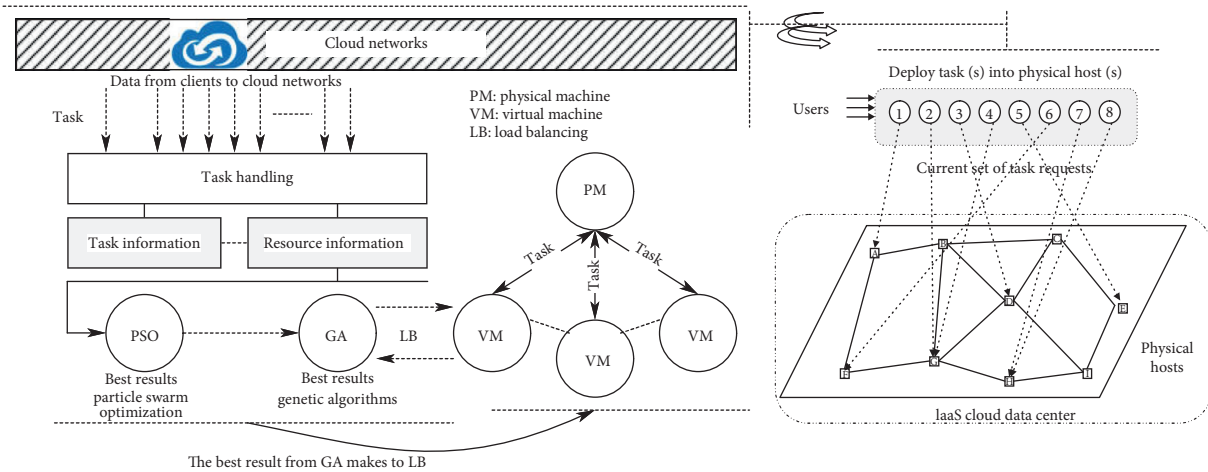 Cloud networks
Data from clients to cloud networks
Task
Task handling
Task information
Resource information
PSO
GA
LB
Best results
particle swarm
optimization
Best results
genetic algorithms
The best result from GA makes to LB
PM: physical machine
VM: virtual machine
LB: load balancing
PM
Task
Task
Task
VM
VM
VM
Deploy task (s) into physical host (s)
Users
1 2 3 4 5 6 7 8
Current set of task requests
A
B
C
D
E
F
G
H
I
Physical
hosts
laaS cloud data center